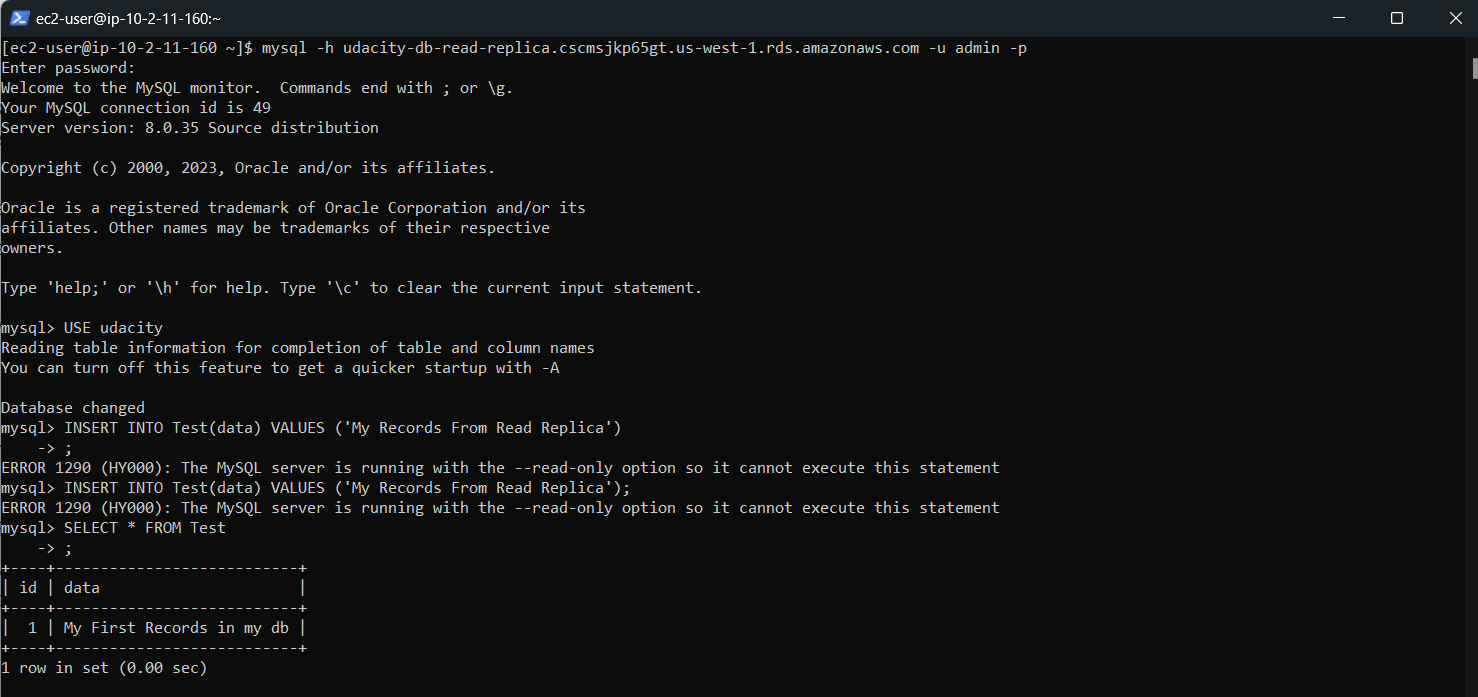 ec2-user@ip-10-2-11-160:~
[ec2-user@ip-10-2-11-160 ~]$ mysql -h udacity-db-read-replica.cscmsjkp65gt.us-west-1.rds.amazonaws.com -u admin -p
Enter password:
Welcome to the MySQL monitor.  Commands end with ; or \g.
Your MySQL connection id is 49
Server version: 8.0.35 Source distribution
Copyright (c) 2000, 2023, Oracle and/or its affiliates.
Oracle is a registered trademark of Oracle Corporation and/or its
affiliates. Other names may be trademarks of their respective
owners.
Type 'help;' or '\h' for help. Type '\c' to clear the current input statement.
mysql> USE udacity
Reading table information for completion of table and column names
You can turn off this feature to get a quicker startup with -A
Database changed
mysql> INSERT INTO Test(data) VALUES ('My Records From Read Replica')
    -> ;
ERROR 1290 (HY000): The MySQL server is running with the --read-only option so it cannot execute this statement
mysql> INSERT INTO Test(data) VALUES ('My Records From Read Replica');
ERROR 1290 (HY000): The MySQL server is running with the --read-only option so it cannot execute this statement
mysql> SELECT * FROM Test
    -> ;
+----+---------------------------+
| id | data                      |
+----+---------------------------+
|  1 | My First Records in my db |
+----+---------------------------+
1 row in set (0.00 sec)